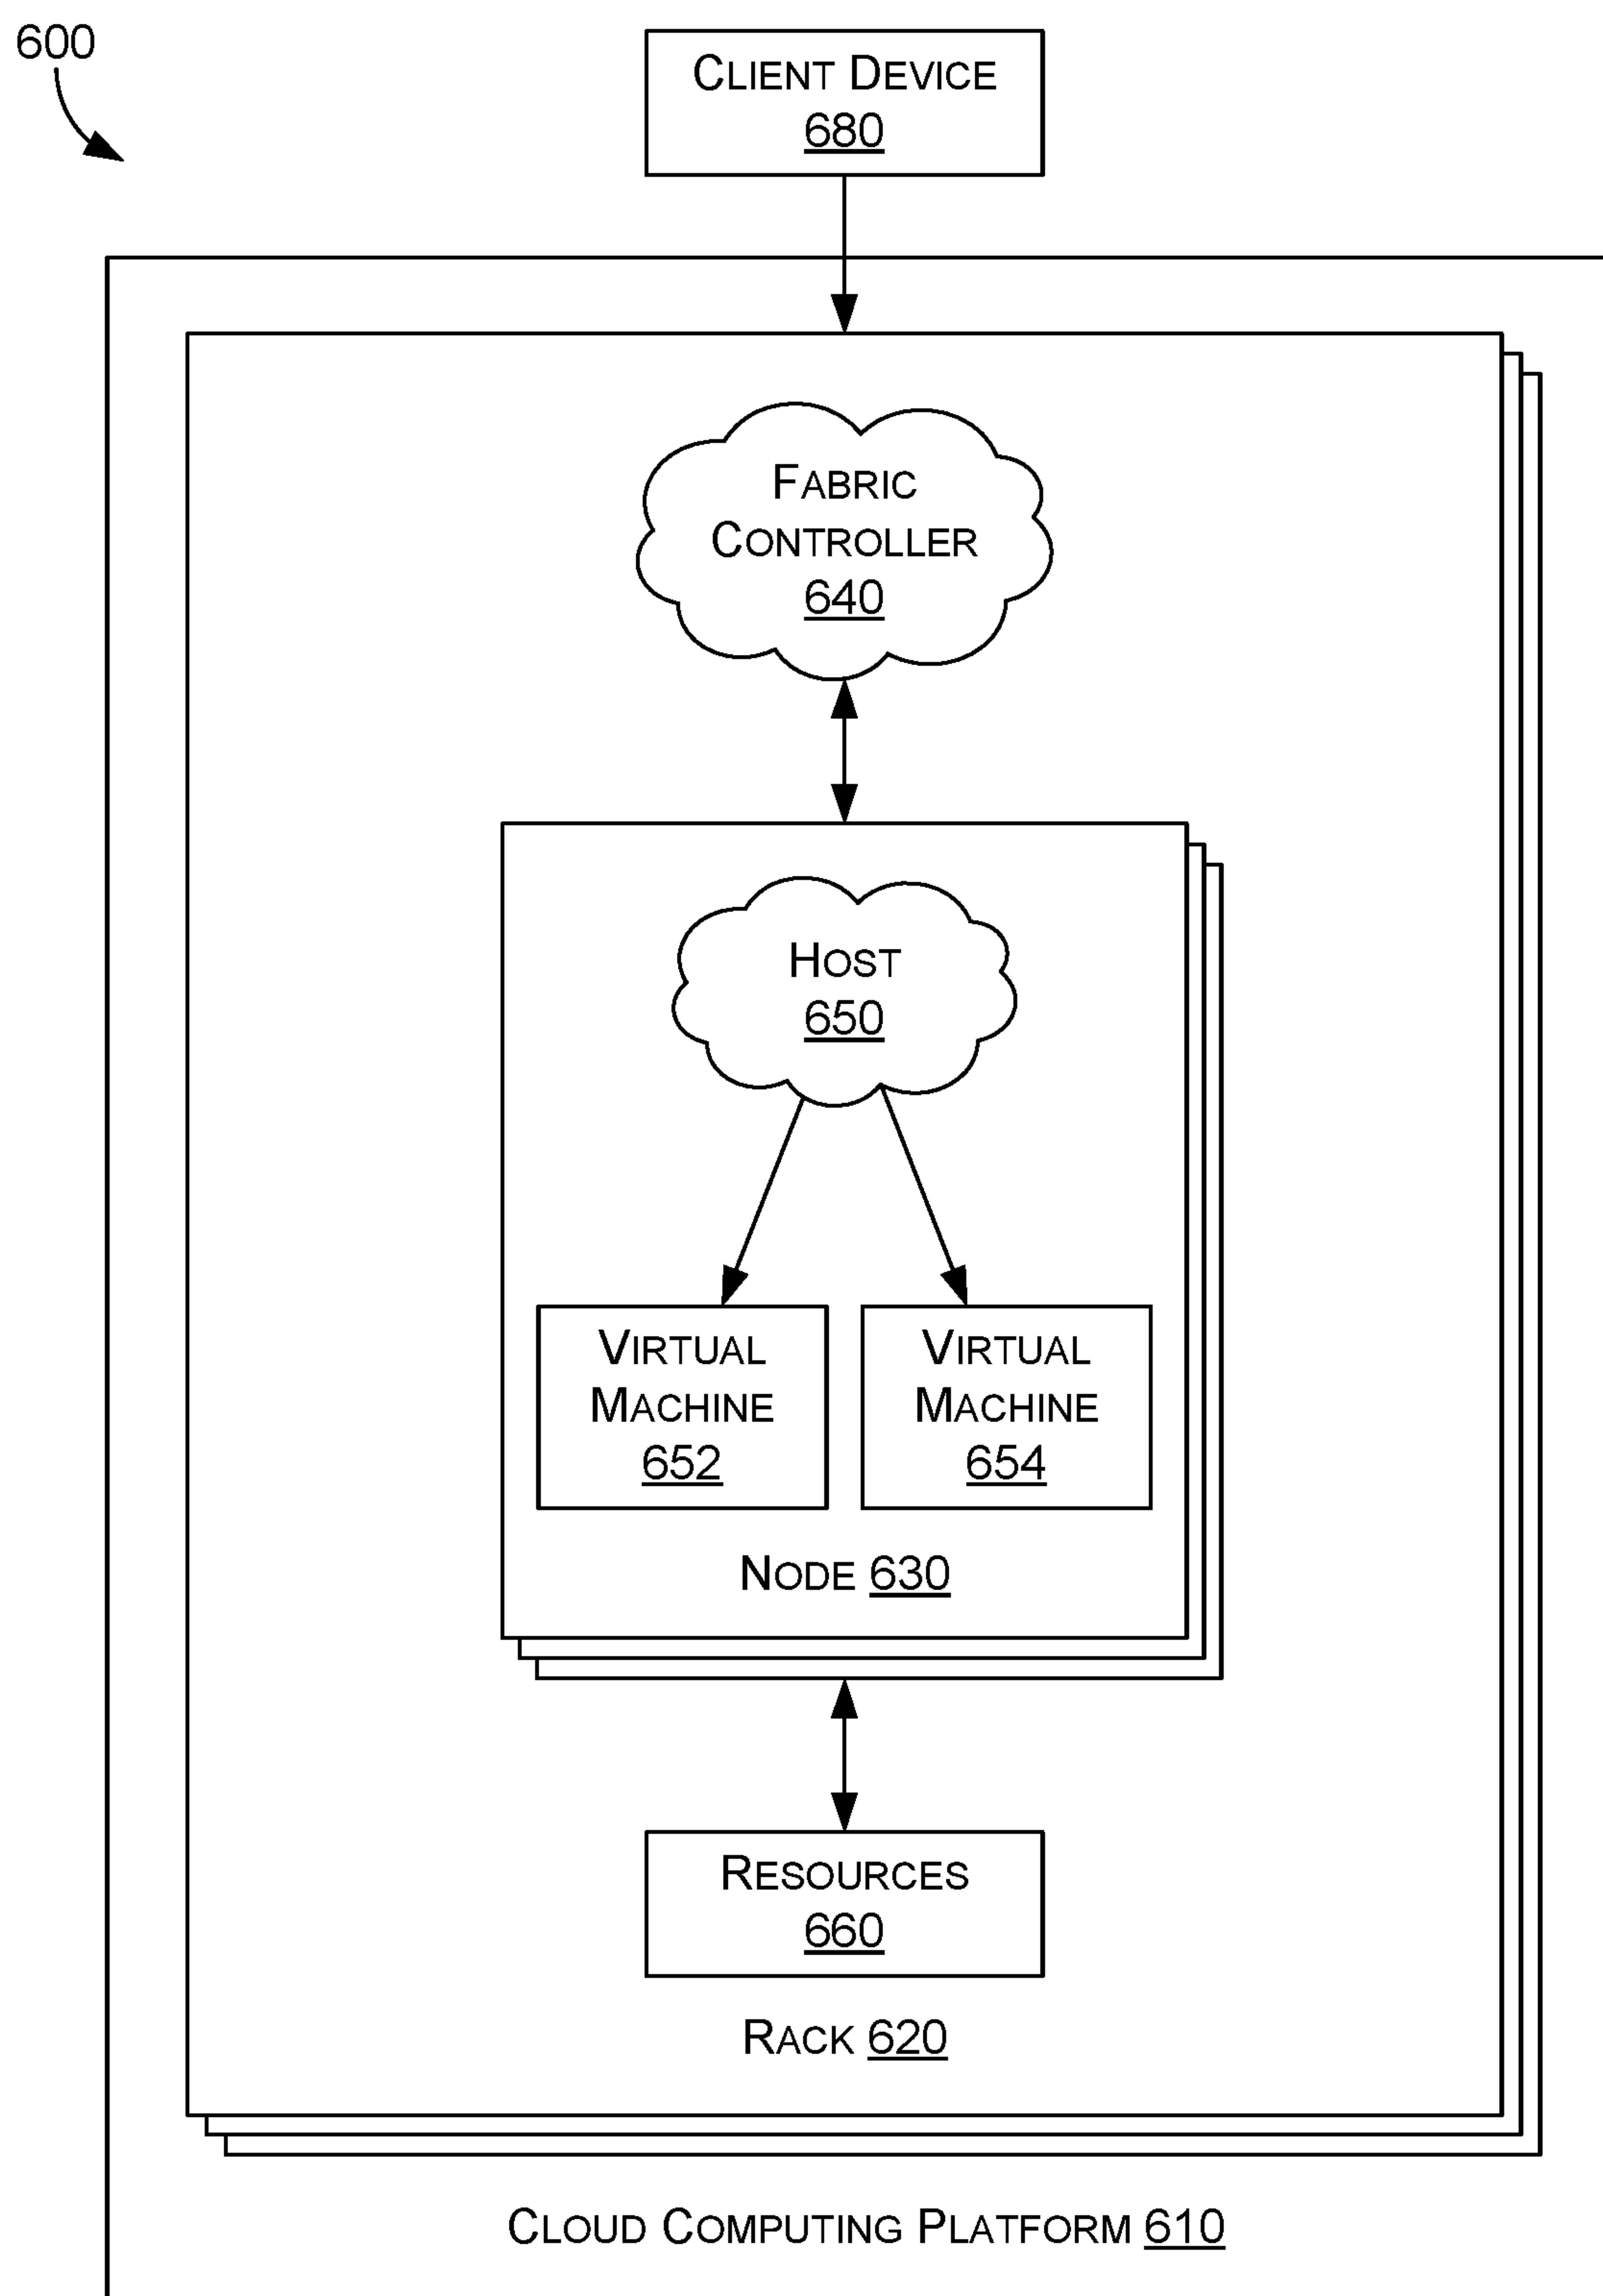 600
CLIENT DEVICE
680
FABRIC
CONTROLLER
640
HOST
650
VIRTUAL
MACHINE
652
VIRTUAL
MACHINE
654
NODE 630
RESOURCES
660
RACK 620
CLOUD COMPUTING PLATFORM 610